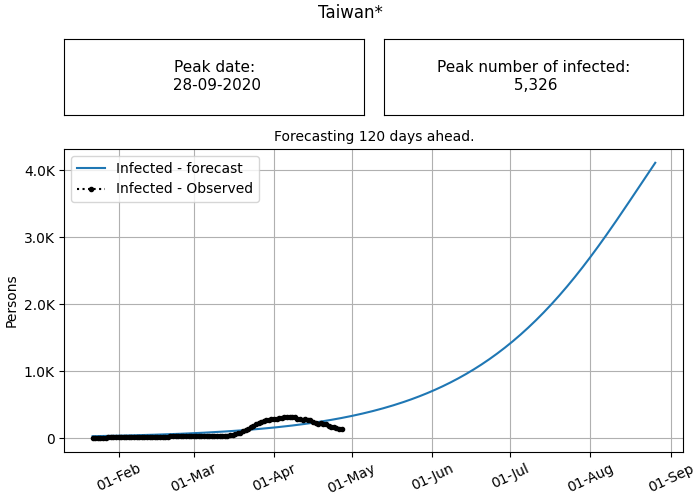 Taiwan*
Peak date:
28-09-2020
Peak number of infected:
5,326
Forecasting 120 days ahead.
Infected - forecast
Infected - Observed
4.0K
3.0K
2.0K
1.0K
0
Persons
01-Feb
01-Mar
01-Apr
01-May
01-Jun
01-Jul
01-Aug
01-Sep